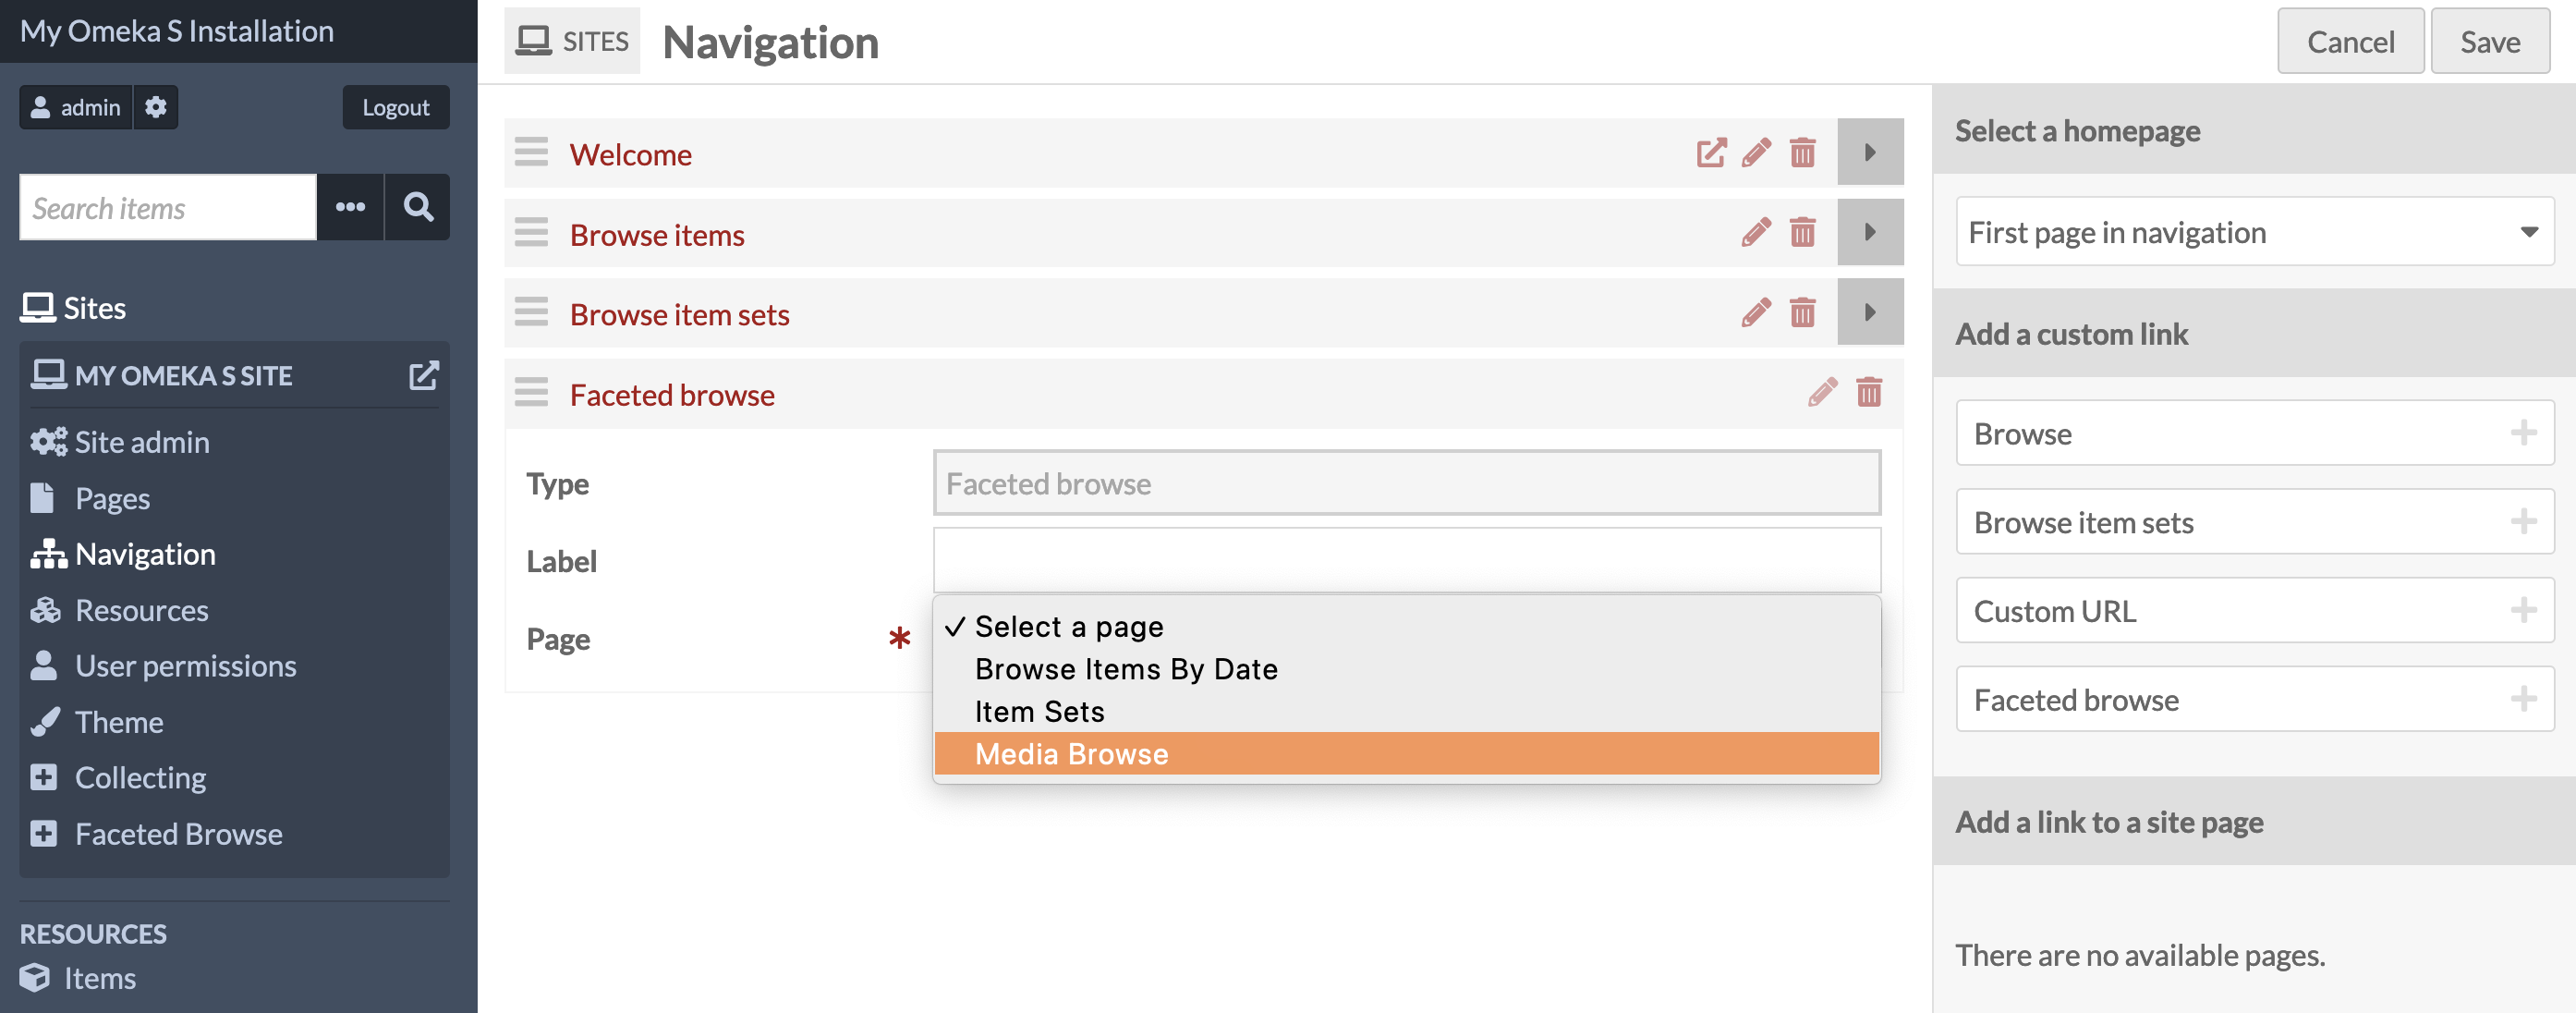 My Omeka S Installation
admin
Logout
Search items
Sites
MY OMEKA S SITE
Site admin
Pages
Navigation
Resources
User permissions
Theme
Collecting
Faceted Browse
RESOURCES
Items
SITES
Navigation
Cancel
Save
Welcome
Browse items
Browse item sets
Faceted browse
Type
Faceted browse
Label
Page
*
✓ Select a page
Browse Items By Date
Item Sets
Media Browse
Select a homepage
First page in navigation
Add a custom link
Browse
Browse item sets
Custom URL
Faceted browse
Add a link to a site page
There are no available pages.